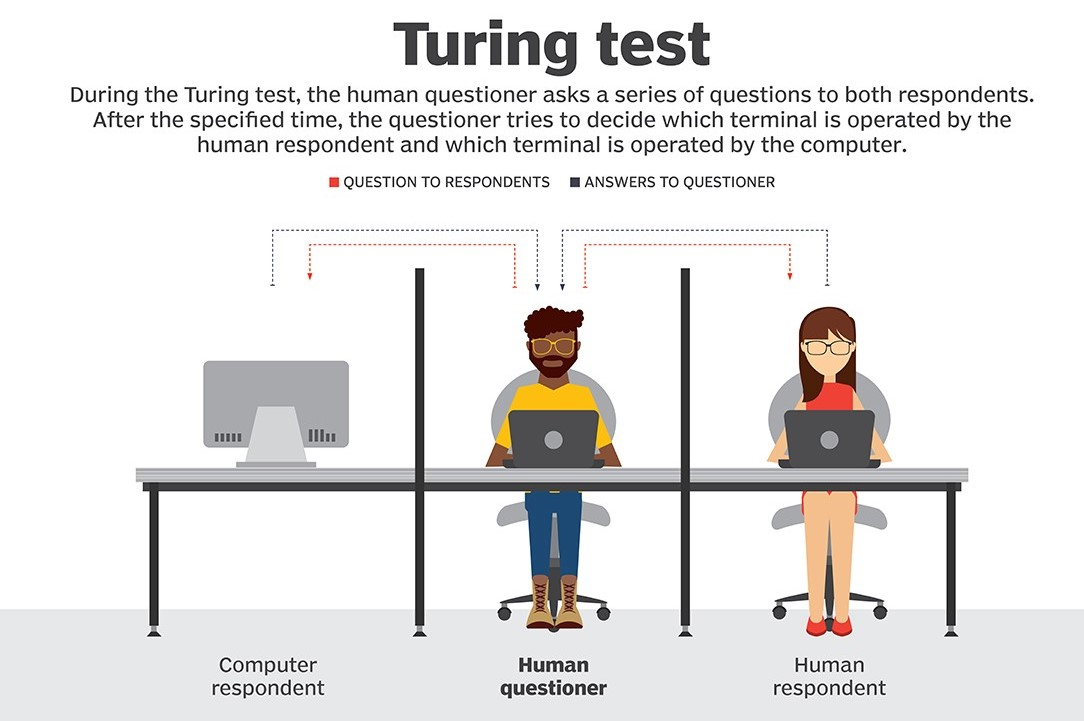 Turing test
During the Turing test, the human questioner asks a series of questions to both respondents.
After the specified time, the questioner tries to decide which terminal is operated by the
human respondent and which terminal is operated by the computer.
QUESTION TO RESPONDENTS ANSWERS TO QUESTIONER
Computer
respondent
Human
questioner
Human
respondent